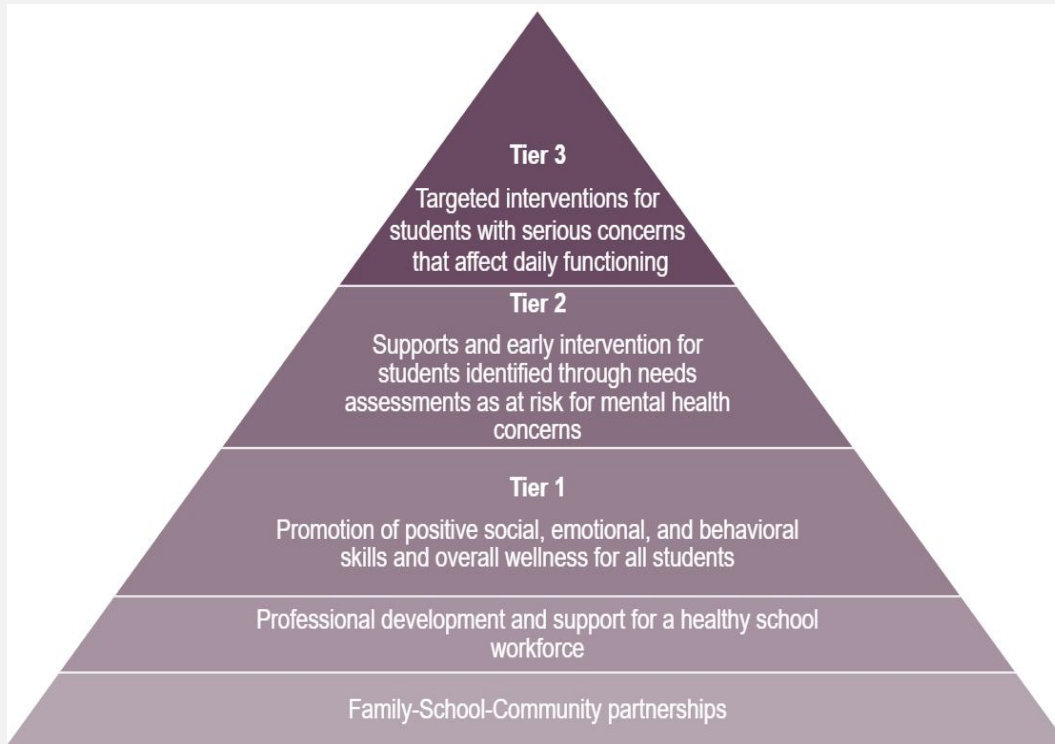 Tier 3
Targeted interventions for
students with serious concerns
that affect daily functioning
Tier 2
Supports and early intervention for
students identified through needs
assessments as at risk for mental health
concerns
Tier 1
Promotion of positive social, emotional, and behavioral
skills and overall wellness for all students
Professional development and support for a healthy school
workforce
Family-School-Community partnerships